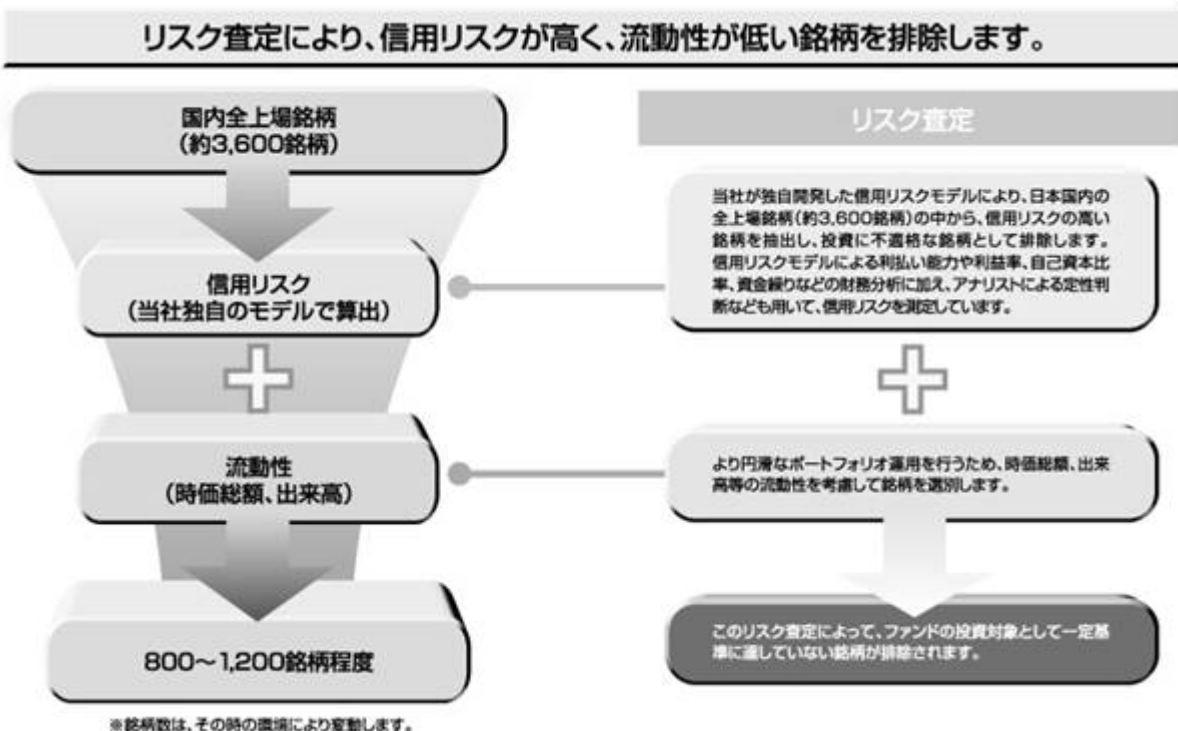 リスク査定により、信用リスクが高く、流動性が低い銘柄を排除します。
国内全上場銘柄
(約3,600銘柄)
信用リスク
(当社独自のモデルで算出)
流動性
(時価総額、出来高)
800〜1,200銘柄程度
※銘柄数は、その時の環境により変動します。
リスク査定
当社が独自開発した信用リスクモデルにより、日本国内の
全上場銘柄(約3,600銘柄)の中から、信用リスクの高い
銘柄を抽出し、投資に不適格な銘柄として排除します。
信用リスクモデルによる利払い能力や利益率、自己資本比
率、資金繰りなどの財務分析に加え、アナリストによる定性判
断なども用いて、信用リスクを測定しています。
より円滑なポートフォリオ運用を行うため、時価総額、出来
高等の流動性を考慮して銘柄を選別します。
このリスク査定によって、ファンドの投資対象として一定基
準に達していない銘柄が排除されます。